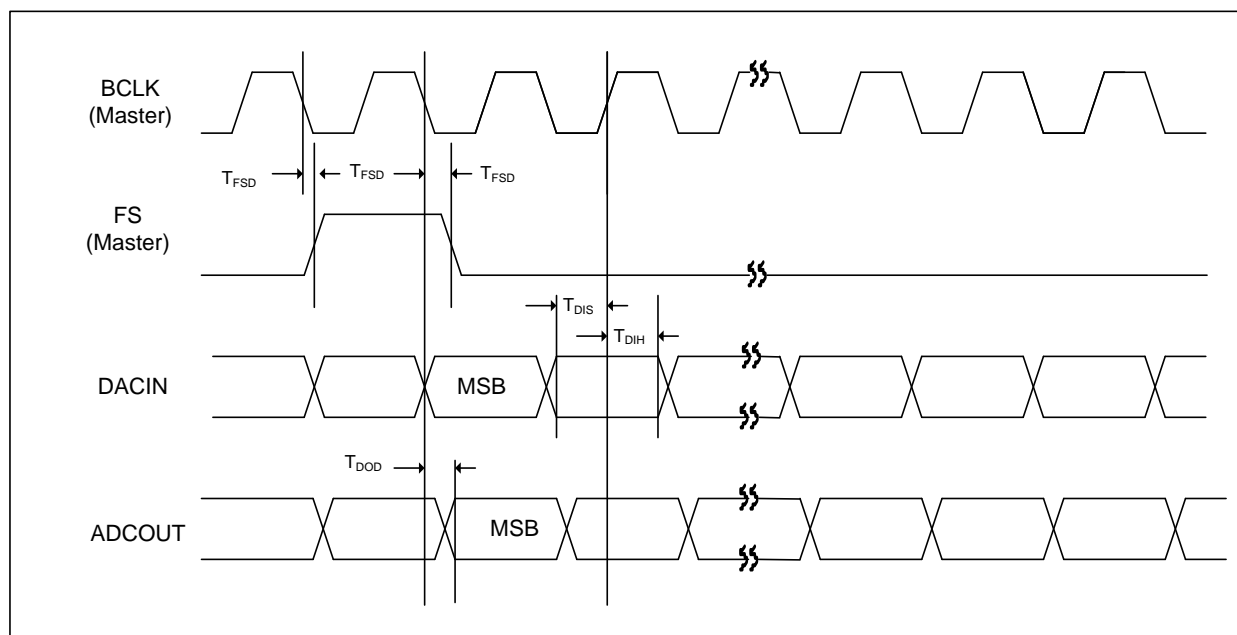 BCLK
(Master)
TFSD TFSD TFSD
FS
(Master)
TDIS
TDIH
DACIN MSB
TDOD
ADCOUT MSB